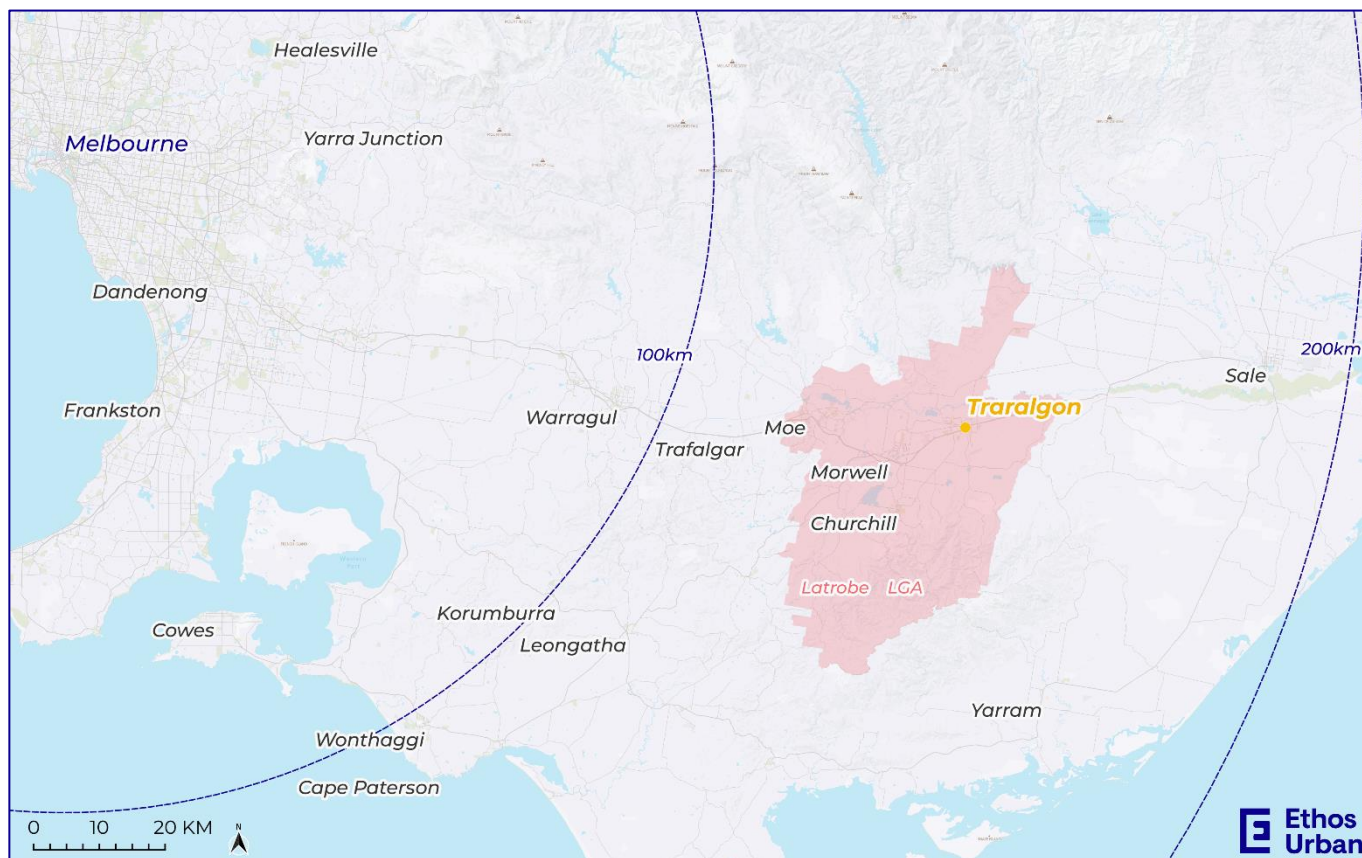 Healesville
Melbourne
Yarra Junction
Dandenong
100km
200km
Sale
Frankston
Warragul
Traralgon
Moe
Trafalgar
Morwell
Churchill
Latrobe LGA
Korumburra
Cowes
Leongatha
Yarram
Wonthaggi
Cape Paterson
0 10 20 KM
N
Ethos
Urban